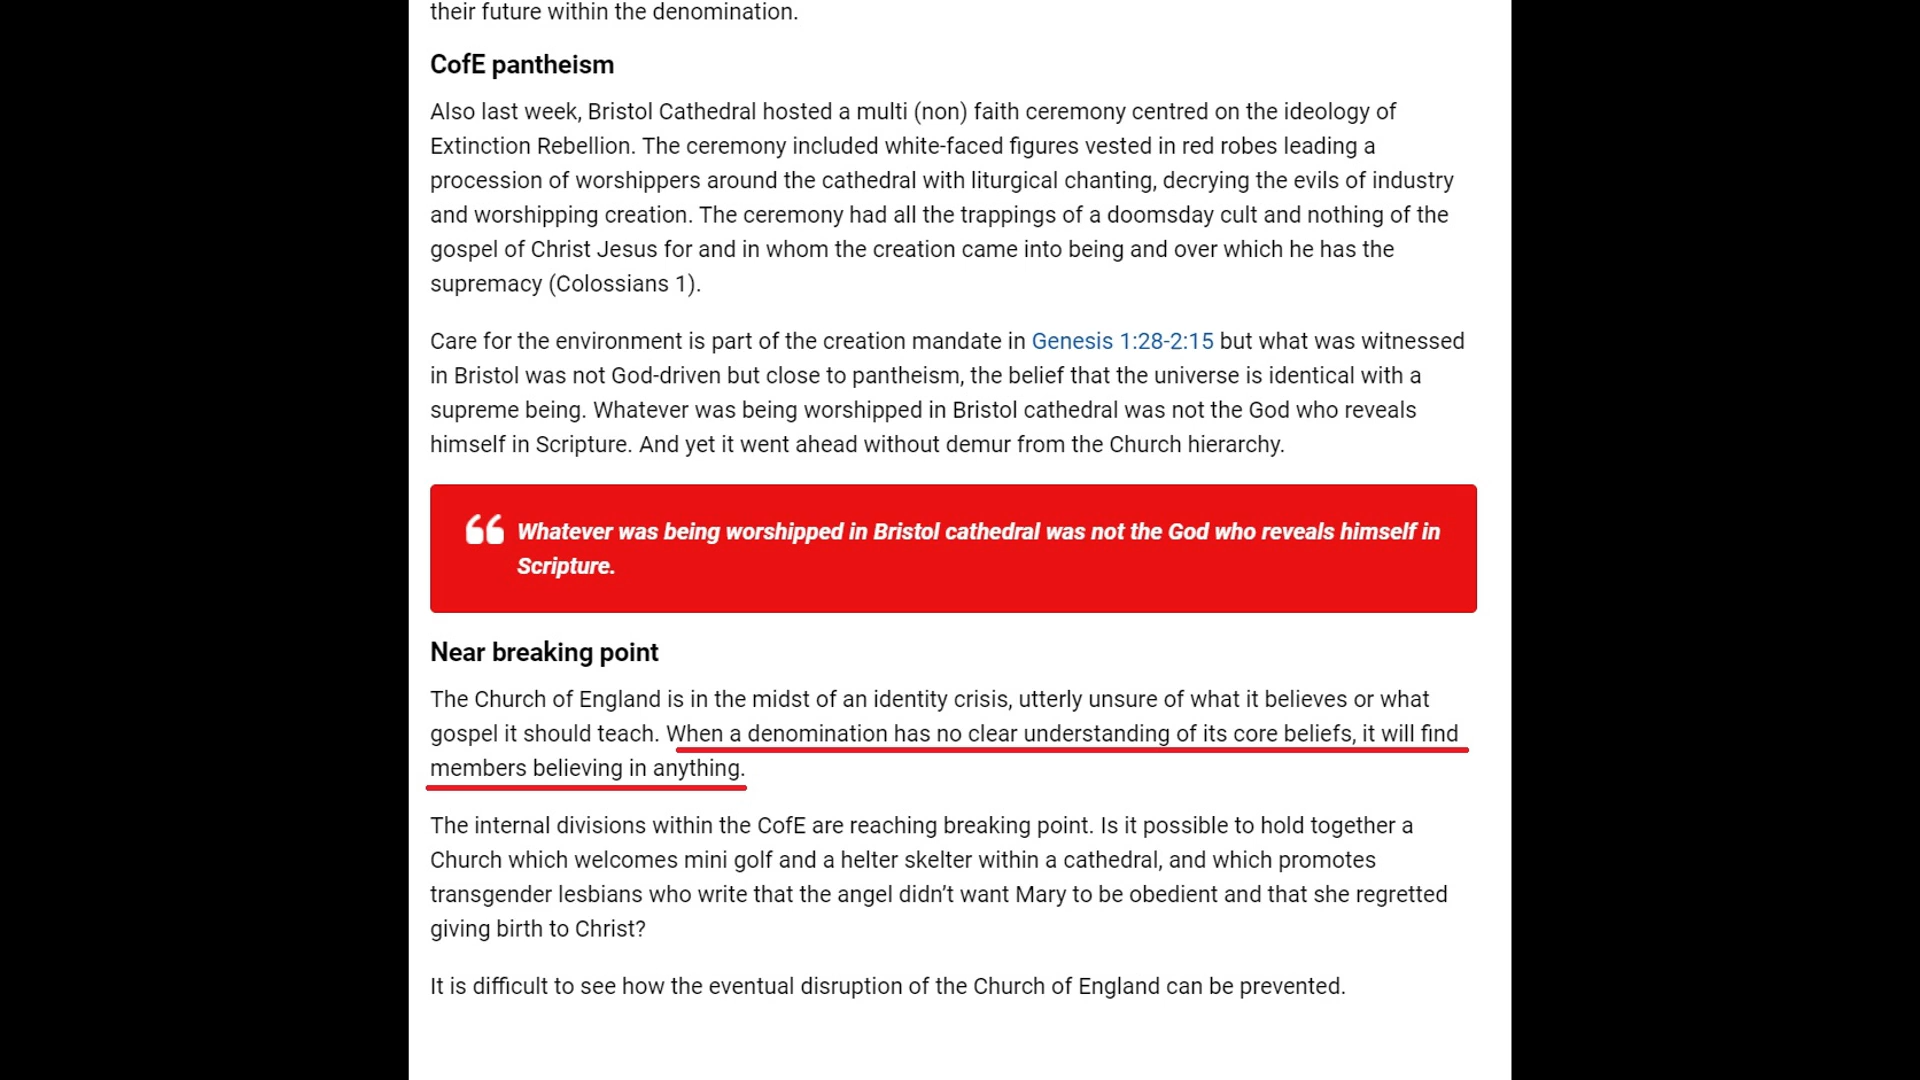 their future within the denomination.
CofE pantheism
Also last week, Bristol Cathedral hosted a multi (non) faith ceremony centred on the ideology of
Extinction Rebellion. The ceremony included white-faced figures vested in red robes leading a
procession of worshippers around the cathedral with liturgical chanting, decrying the evils of industry
and worshipping creation. The ceremony had all the trappings of a doomsday cult and nothing of the
gospel of Christ Jesus for and in whom the creation came into being and over which he has the
supremacy (Colossians 1).
Care for the environment is part of the creation mandate in Genesis 1:28-2:15 but what was witnessed
in Bristol was not God-driven but close to pantheism, the belief that the universe is identical with a
supreme being. Whatever was being worshipped in Bristol cathedral was not the God who reveals
himself in Scripture. And yet it went ahead without demur from the Church hierarchy.
“ Whatever was being worshipped in Bristol cathedral was not the God who reveals himself in
Scripture.
Near breaking point
The Church of England is in the midst of an identity crisis, utterly unsure of what it believes or what
gospel it should teach. When a denomination has no clear understanding of its core beliefs, it will find
members believing in anything.
The internal divisions within the CofE are reaching breaking point. Is it possible to hold together a
Church which welcomes mini golf and a helter skelter within a cathedral, and which promotes
transgender lesbians who write that the angel didn’t want Mary to be obedient and that she regretted
giving birth to Christ?
It is difficult to see how the eventual disruption of the Church of England can be prevented.